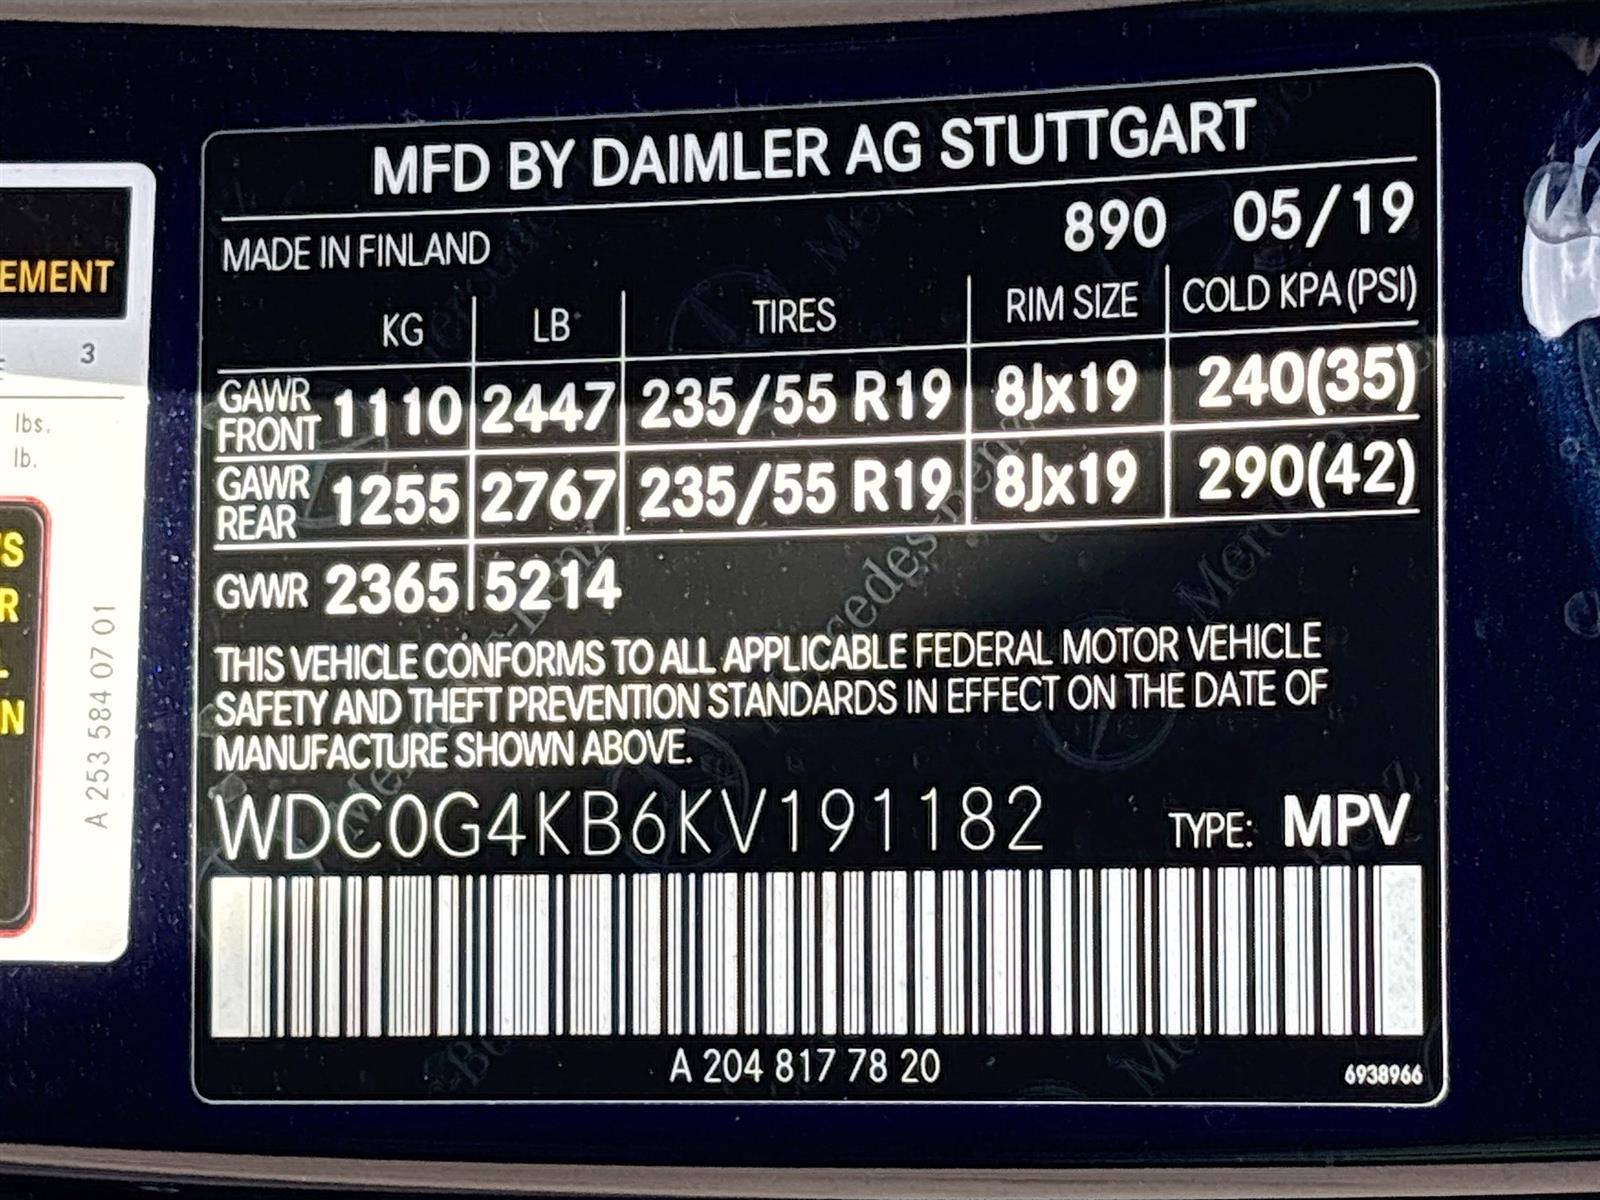 MFD BY DAIMLER AG STUTTGART
MADE IN FINLAND 890 05/19
KG LB TIRES RIM SIZE COLD KPA (PSI)
GAWR FRONT 1110 2447 235/55 R19 8Jx19 240(35)
GAWR REAR 1255 2767 235/55 R19 8Jx19 290(42)
GVWR 2365 5214
THIS VEHICLE CONFORMS TO ALL APPLICABLE FEDERAL MOTOR VEHICLE
SAFETY AND THEFT PREVENTION STANDARDS IN EFFECT ON THE DATE OF
MANUFACTURE SHOWN ABOVE.
WDC0G4KB6KV191182 TYPE: MPV
A 204 817 78 20 6938966
EMENT
3
lbs.
lb.
A 253 584 07 01